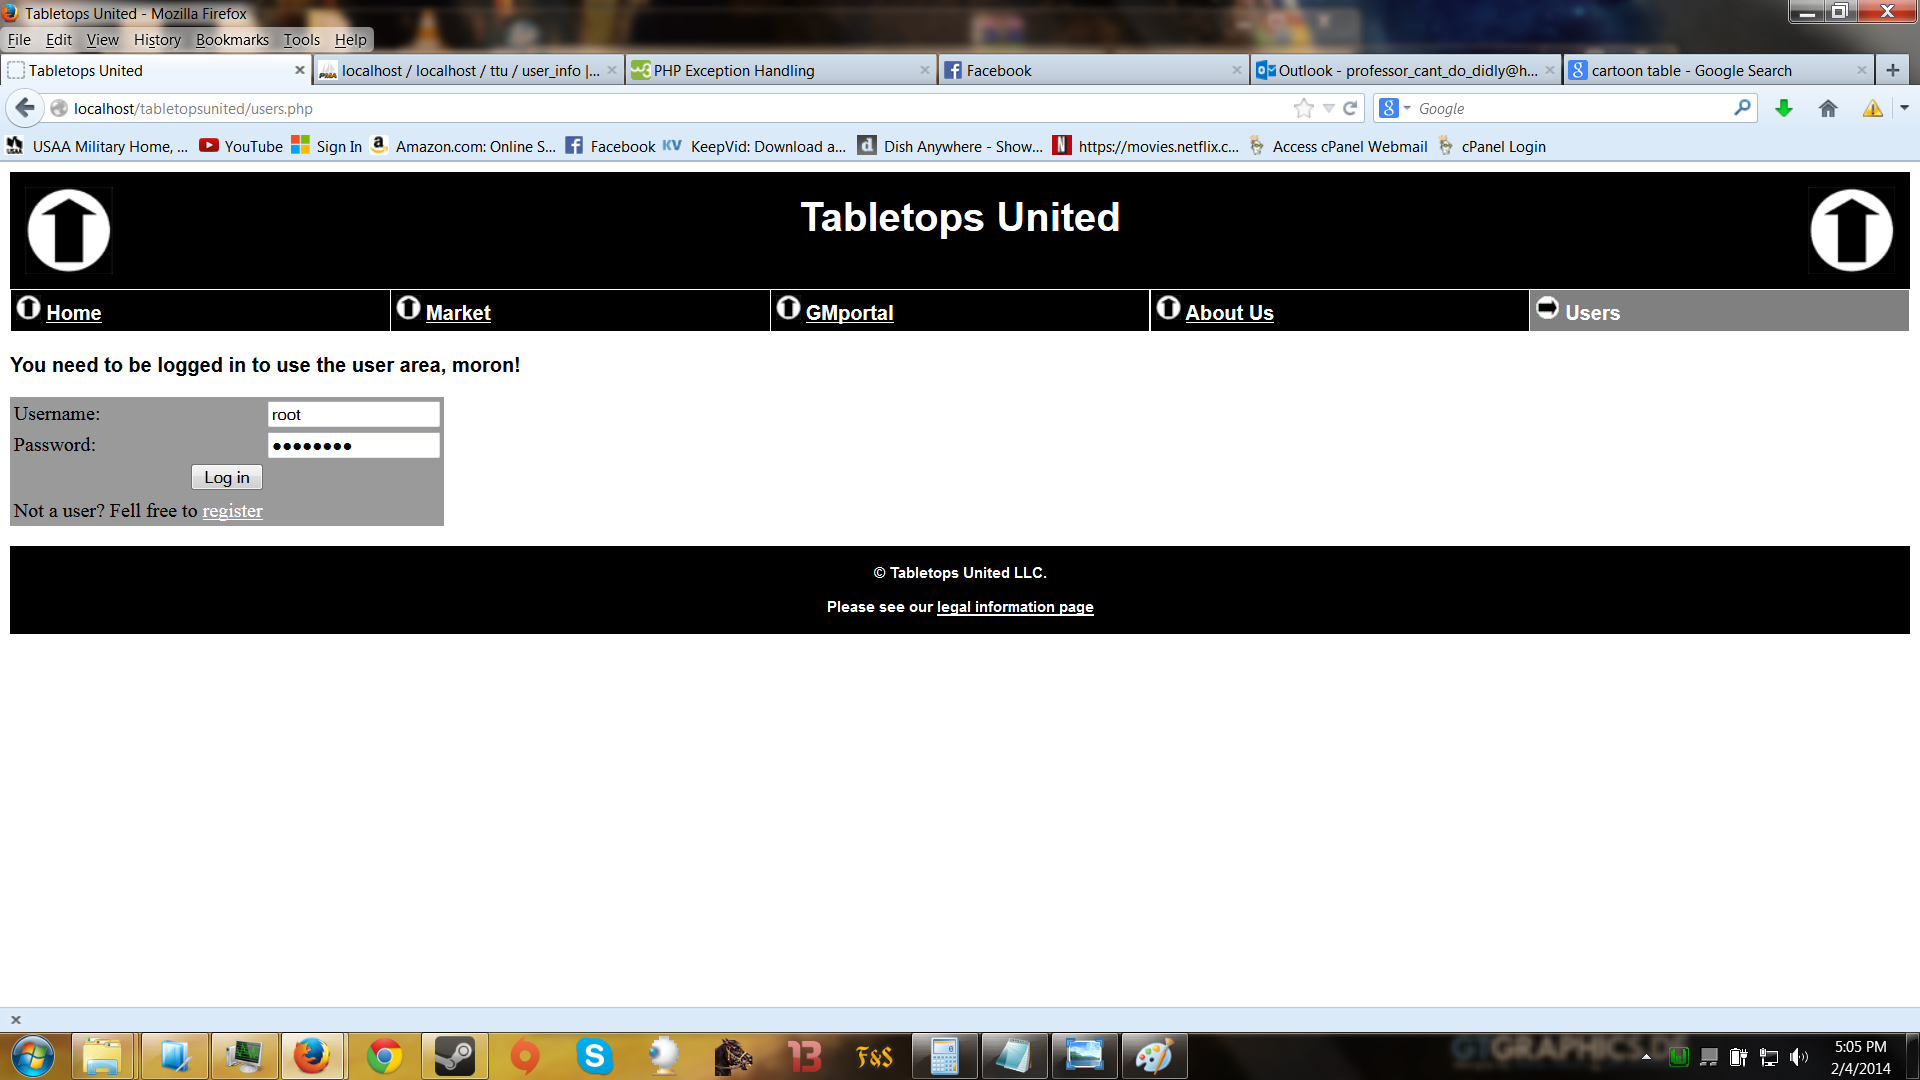 Tabletops United - Mozilla Firefox
File Edit View History Bookmarks Tools Help
Tabletops United localhost / localhost / ttu / user_info |... PHP Exception Handling Facebook Outlook - professor_cant_do_didly@h... cartoon table - Google Search
localhost/tabletopsunited/users.php Google
USAA Military Home, ... YouTube Sign In Amazon.com: Online S... Facebook KeepVid: Download a... Dish Anywhere - Show... https://movies.netflix.c... Access cPanel Webmail cPanel Login
Tabletops United
Home Market GMportal About Us Users
You need to be logged in to use the user area, moron!
Username: root
Password: ••••••••
Log in
Not a user? Fell free to register
© Tabletops United LLC.
Please see our legal information page
13 F&S
5:05 PM
2/4/2014